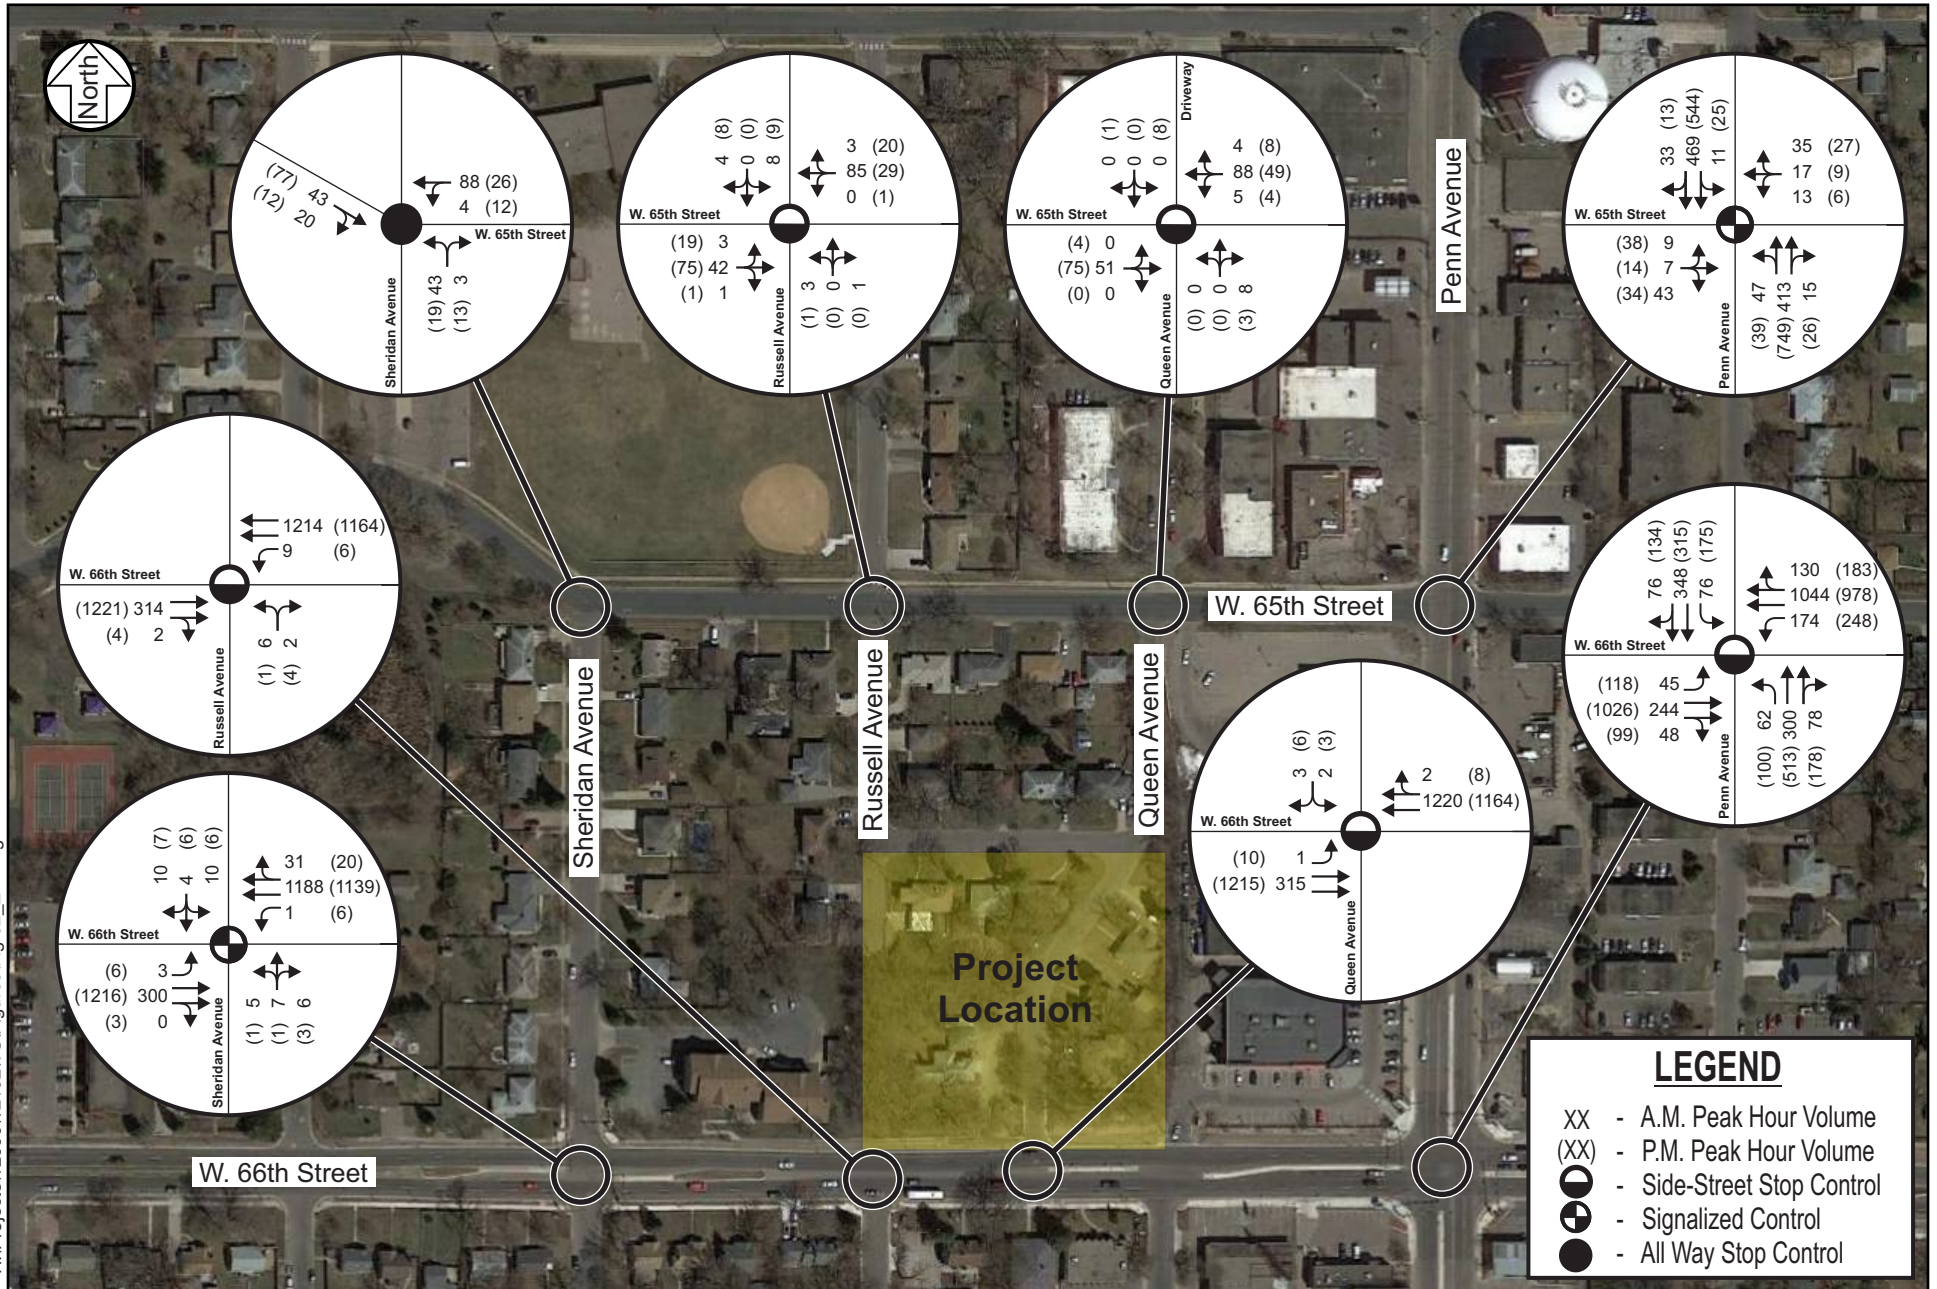 North
(77) 43
(12) 20
88 (26)
4 (12)
W. 65th Street
Sheridan Avenue
(19) 43
(13) 3
4 (8)
0 (0)
8 (9)
3 (20)
85 (29)
0 (1)
W. 65th Street
(19) 3
(75) 42
(1) 1
Russell Avenue
(1) 3
(0) 0
(0) 1
0 (1)
0 (0)
0 (8)
Driveway
4 (8)
88 (49)
5 (4)
W. 65th Street
(4) 0
(75) 51
(0) 0
Queen Avenue
(0) 0
(0) 0
(3) 8
Penn Avenue
33 (13)
469 (544)
11 (25)
35 (27)
17 (9)
13 (6)
W. 65th Street
(38) 9
(14) 7
(34) 43
Penn Avenue
(39) 47
(749) 413
(26) 15
1214 (1164)
9 (6)
W. 66th Street
(1221) 314
(4) 2
Russell Avenue
(1) 6
(4) 2
W. 65th Street
Sheridan Avenue
Russell Avenue
Queen Avenue
76 (134)
348 (315)
76 (175)
130 (183)
1044 (978)
174 (248)
W. 66th Street
(118) 45
(1026) 244
(99) 48
Penn Avenue
(100) 62
(513) 300
(178) 78
3 (6)
2 (3)
2 (8)
1220 (1164)
W. 66th Street
(10) 1
(1215) 315
Queen Avenue
10 (7)
4 (6)
10 (6)
31 (20)
1188 (1139)
1 (6)
W. 66th Street
(6) 3
(1216) 300
(3) 0
Sheridan Avenue
(1) 5
(1) 7
(3) 6
Project
Location
W. 66th Street
LEGEND
XX - A.M. Peak Hour Volume
(XX) - P.M. Peak Hour Volume
- Side-Street Stop Control
- Signalized Control
- All Way Stop Control